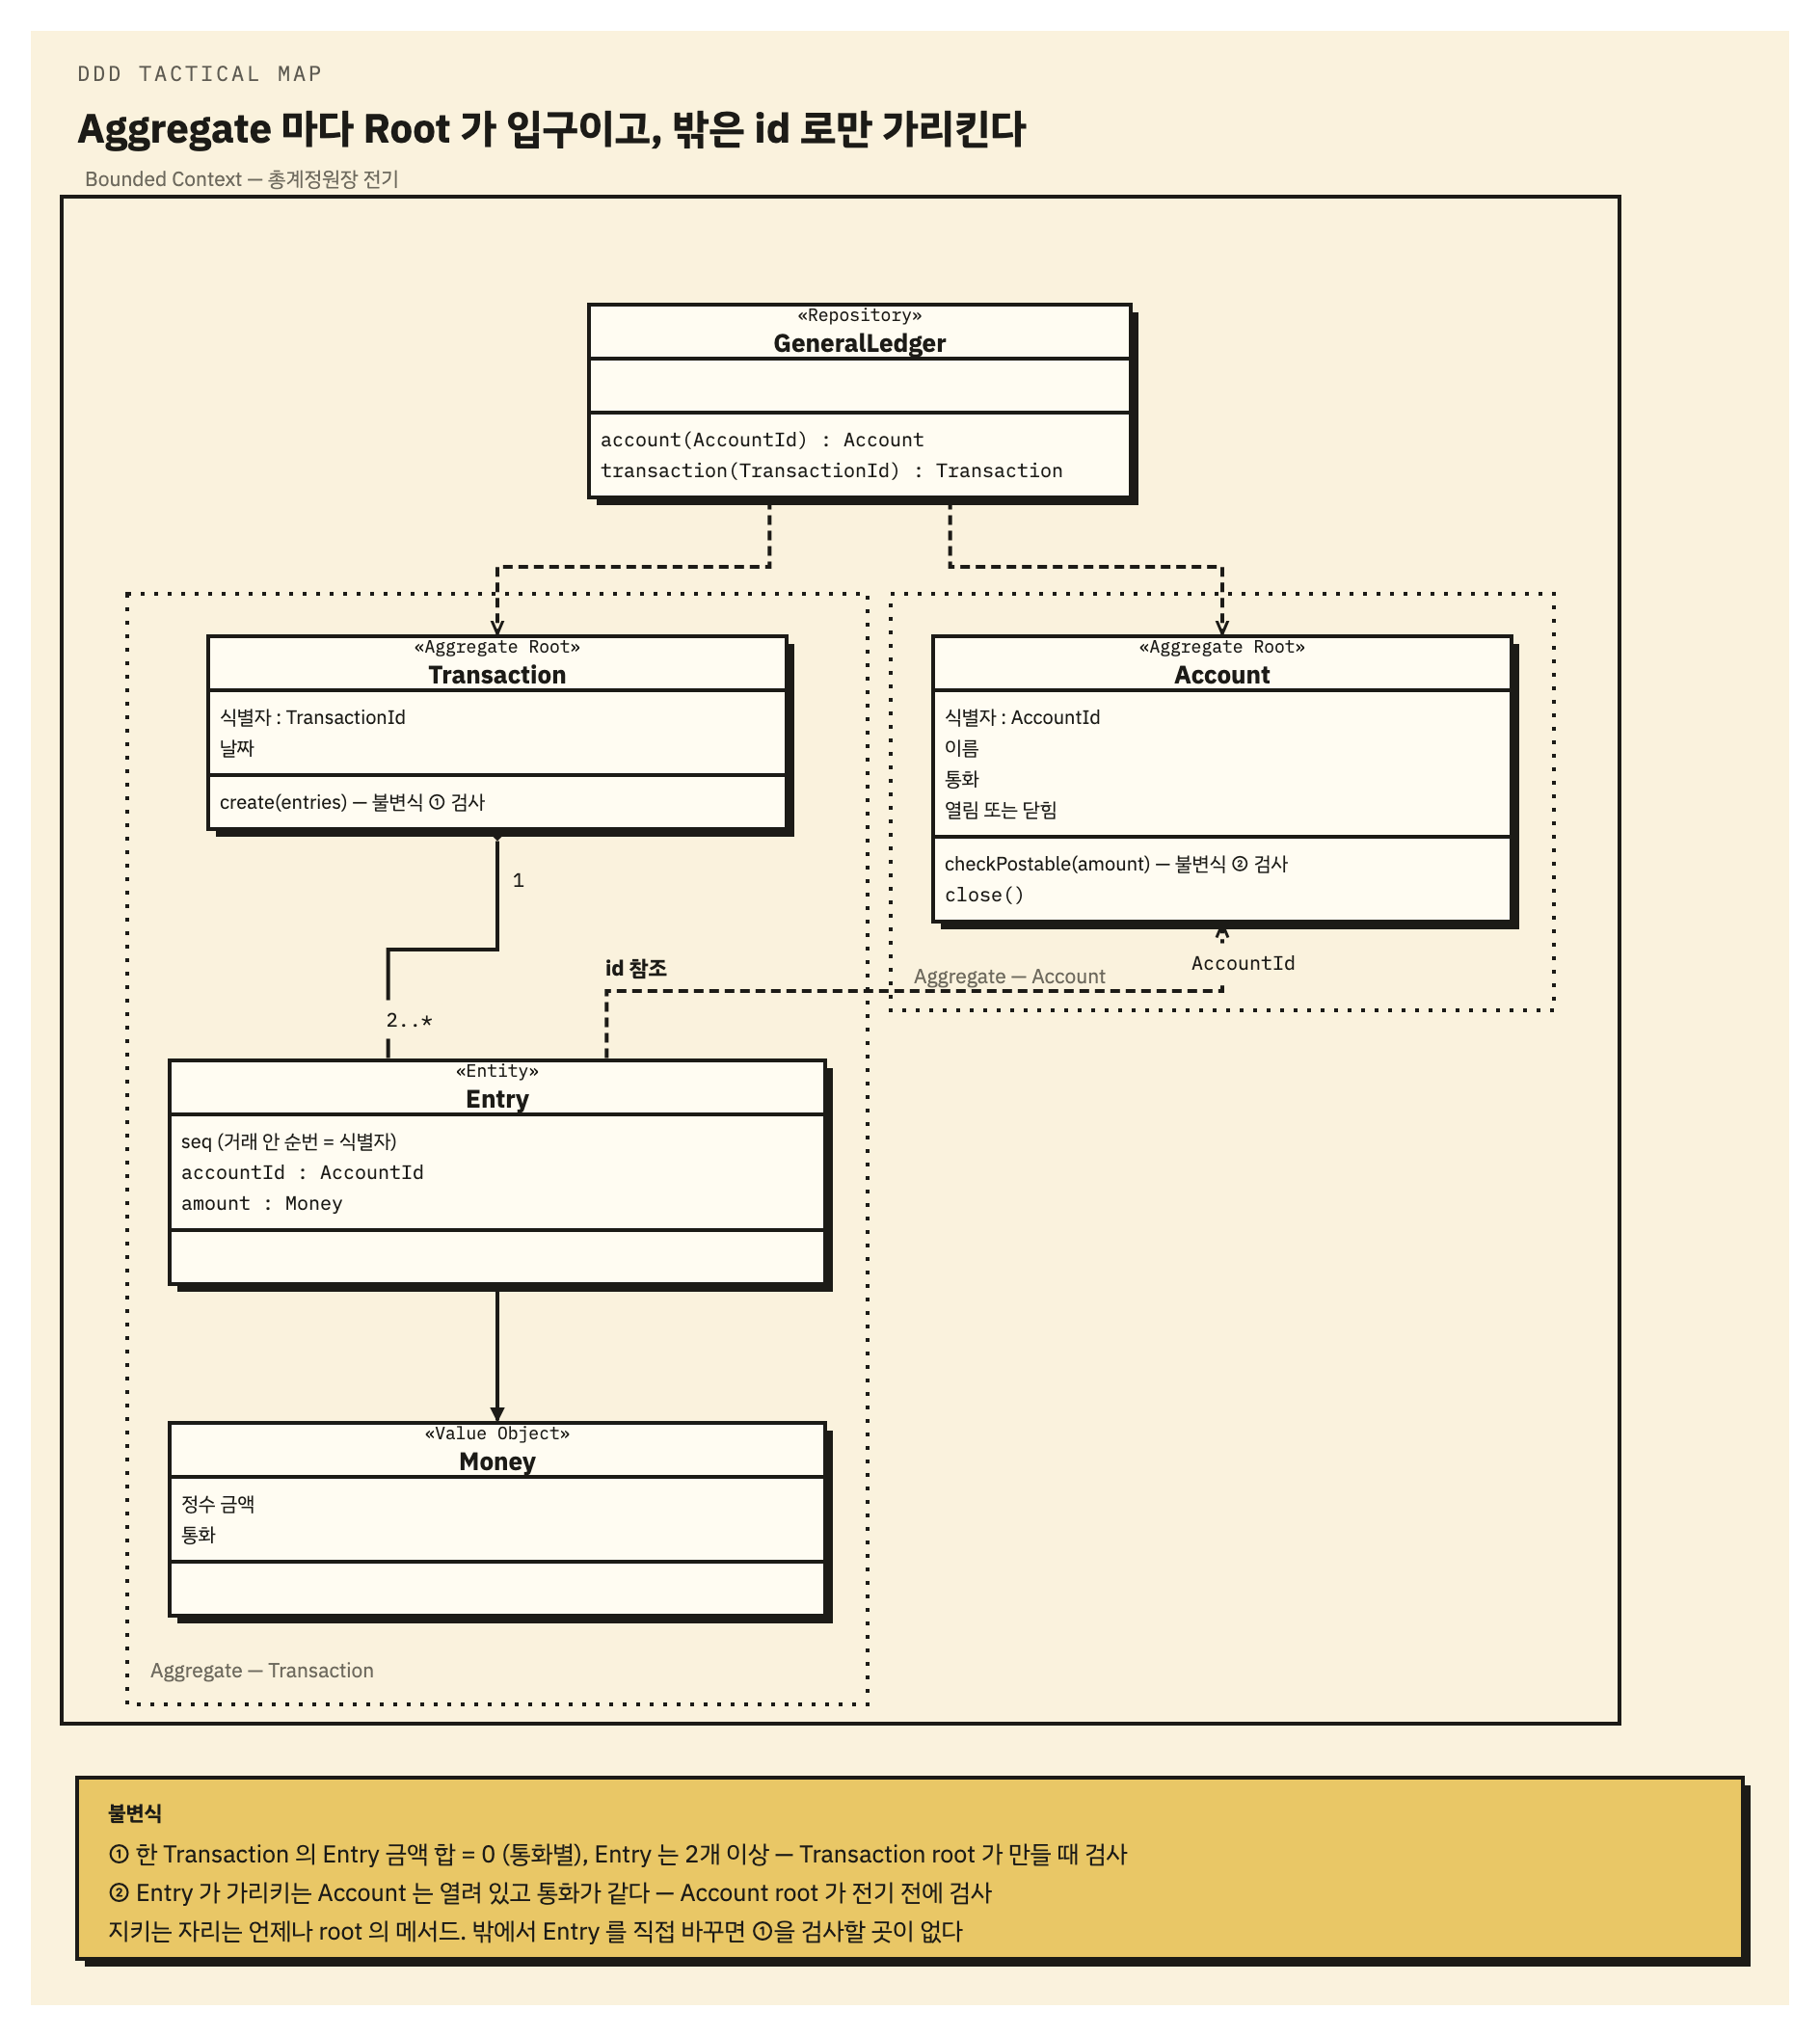 DDD TACTICAL MAP
Aggregate 마다 Root 가 입구이고, 밖은 id 로만 가리킨다
Bounded Context — 총계정원장 전기
«Repository»
GeneralLedger
account(AccountId) : Account
transaction(TransactionId) : Transaction
«Aggregate Root»
Transaction
식별자 : TransactionId
날짜
create(entries) — 불변식 ① 검사
«Aggregate Root»
Account
식별자 : AccountId
이름
통화
열림 또는 닫힘
checkPostable(amount) — 불변식 ② 검사
close()
1
id 참조
AccountId
Aggregate — Account
2..*
«Entity»
Entry
seq (거래 안 순번 = 식별자)
accountId : AccountId
amount : Money
«Value Object»
Money
정수 금액
통화
Aggregate — Transaction
불변식
① 한 Transaction 의 Entry 금액 합 = 0 (통화별), Entry 는 2개 이상 — Transaction root 가 만들 때 검사
② Entry 가 가리키는 Account 는 열려 있고 통화가 같다 — Account root 가 전기 전에 검사
지키는 자리는 언제나 root 의 메서드. 밖에서 Entry 를 직접 바꾸면 ①을 검사할 곳이 없다